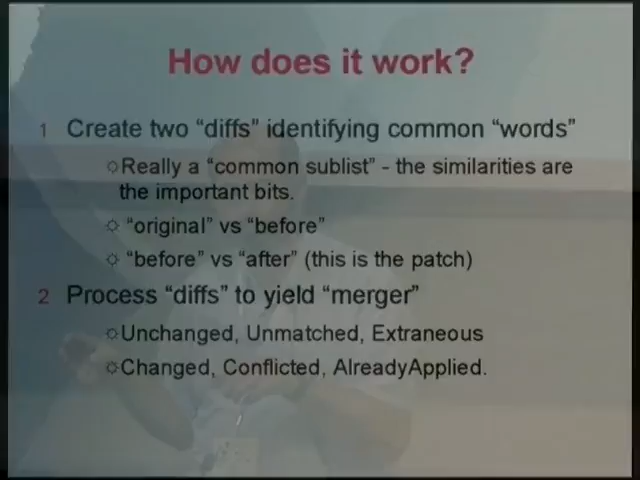 How does it work?
1 Create two “diffs” identifying common “words”
Really a “common sublist” - the similarities are
the important bits.
“original” vs “before”
“before” vs “after” (this is the patch)
2 Process “diffs” to yield “merger”
Unchanged, Unmatched, Extraneous
Changed, Conflicted, AlreadyApplied.